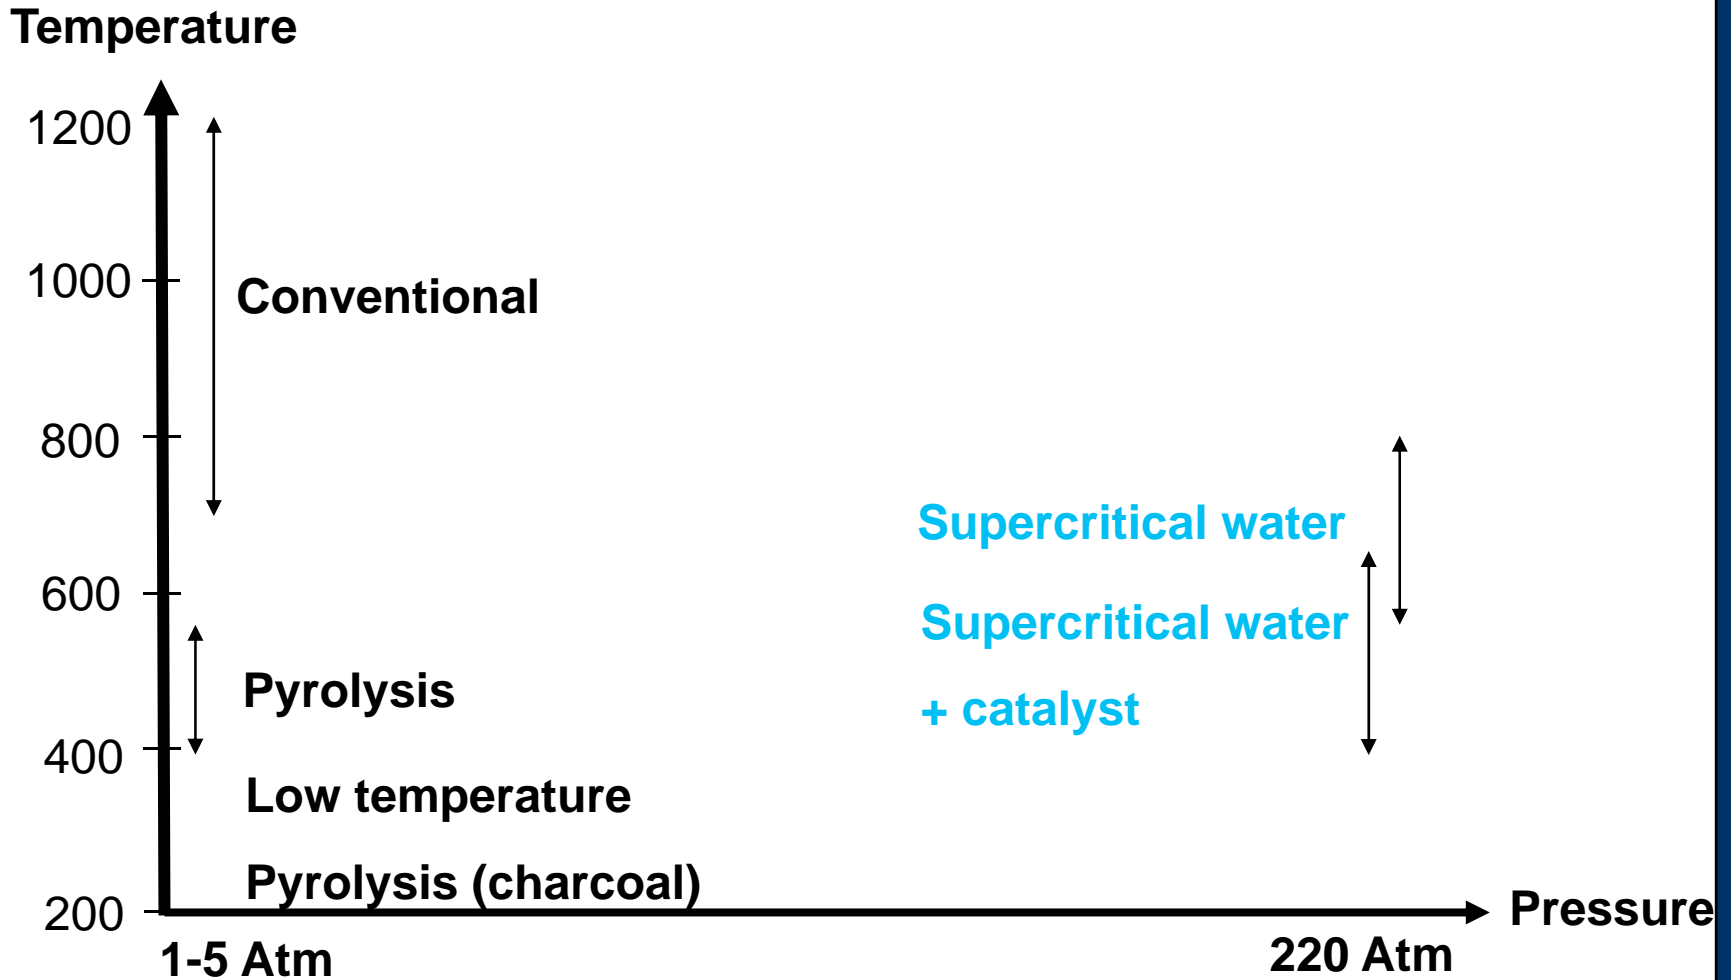 Temperature
1200
1000
Conventional
800
Supercritical water
600
Supercritical water
Pyrolysis
+ catalyst
400
Low temperature
Pyrolysis (charcoal)
200
Pressure
1-5 Atm
220 Atm